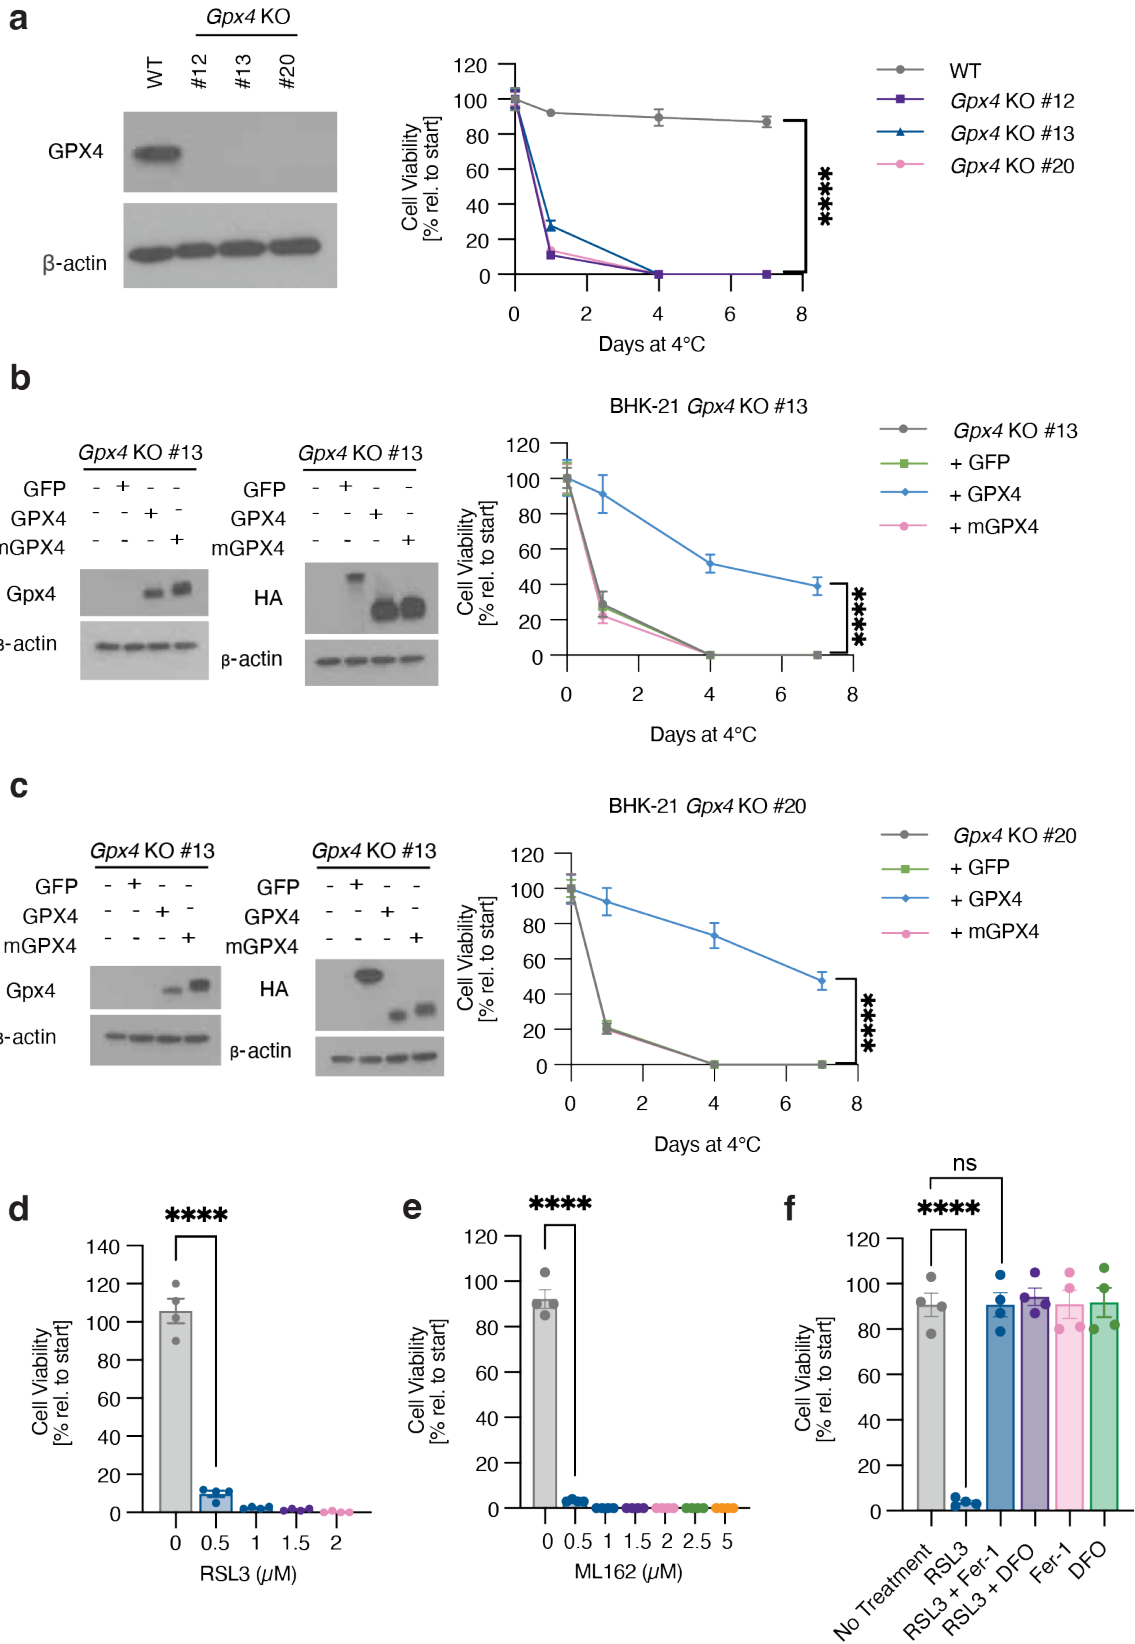 a
Gpx4 KO
WT
#12
#13
#20
GPX4
β-actin
120
100
80
60
40
20
0
Cell Viability
[% rel. to start]
0 2 4 6 8
Days at 4°C
****
WT
Gpx4 KO #12
Gpx4 KO #13
Gpx4 KO #20
b
Gpx4 KO #13
GFP - + - -
GPX4 - - + -
mGPX4 - - - +
Gpx4
β-actin
Gpx4 KO #13
GFP - + - -
GPX4 - - + -
mGPX4 - - - +
HA
β-actin
BHK-21 Gpx4 KO #13
120
100
80
60
40
20
0
Cell Viability
[% rel. to start]
0 2 4 6 8
Days at 4°C
****
Gpx4 KO #13
+ GFP
+ GPX4
+ mGPX4
c
Gpx4 KO #13
GFP - + - -
GPX4 - - + -
mGPX4 - - - +
Gpx4
β-actin
Gpx4 KO #13
GFP - + - -
GPX4 - - + -
mGPX4 - - - +
HA
β-actin
BHK-21 Gpx4 KO #20
120
100
80
60
40
20
0
Cell Viability
[% rel. to start]
0 2 4 6 8
Days at 4°C
****
Gpx4 KO #20
+ GFP
+ GPX4
+ mGPX4
d
****
140
120
100
80
60
40
20
0
Cell Viability
[% rel. to start]
0 0.5 1 1.5 2
RSL3 (µM)
e
****
120
100
80
60
40
20
0
Cell Viability
[% rel. to start]
0 0.5 1 1.5 2 2.5 5
ML162 (µM)
f
ns
****
120
100
80
60
40
20
0
Cell Viability
[% rel. to start]
No Treatment
RSL3
RSL3 + Fer-1
RSL3 + DFO
Fer-1
DFO